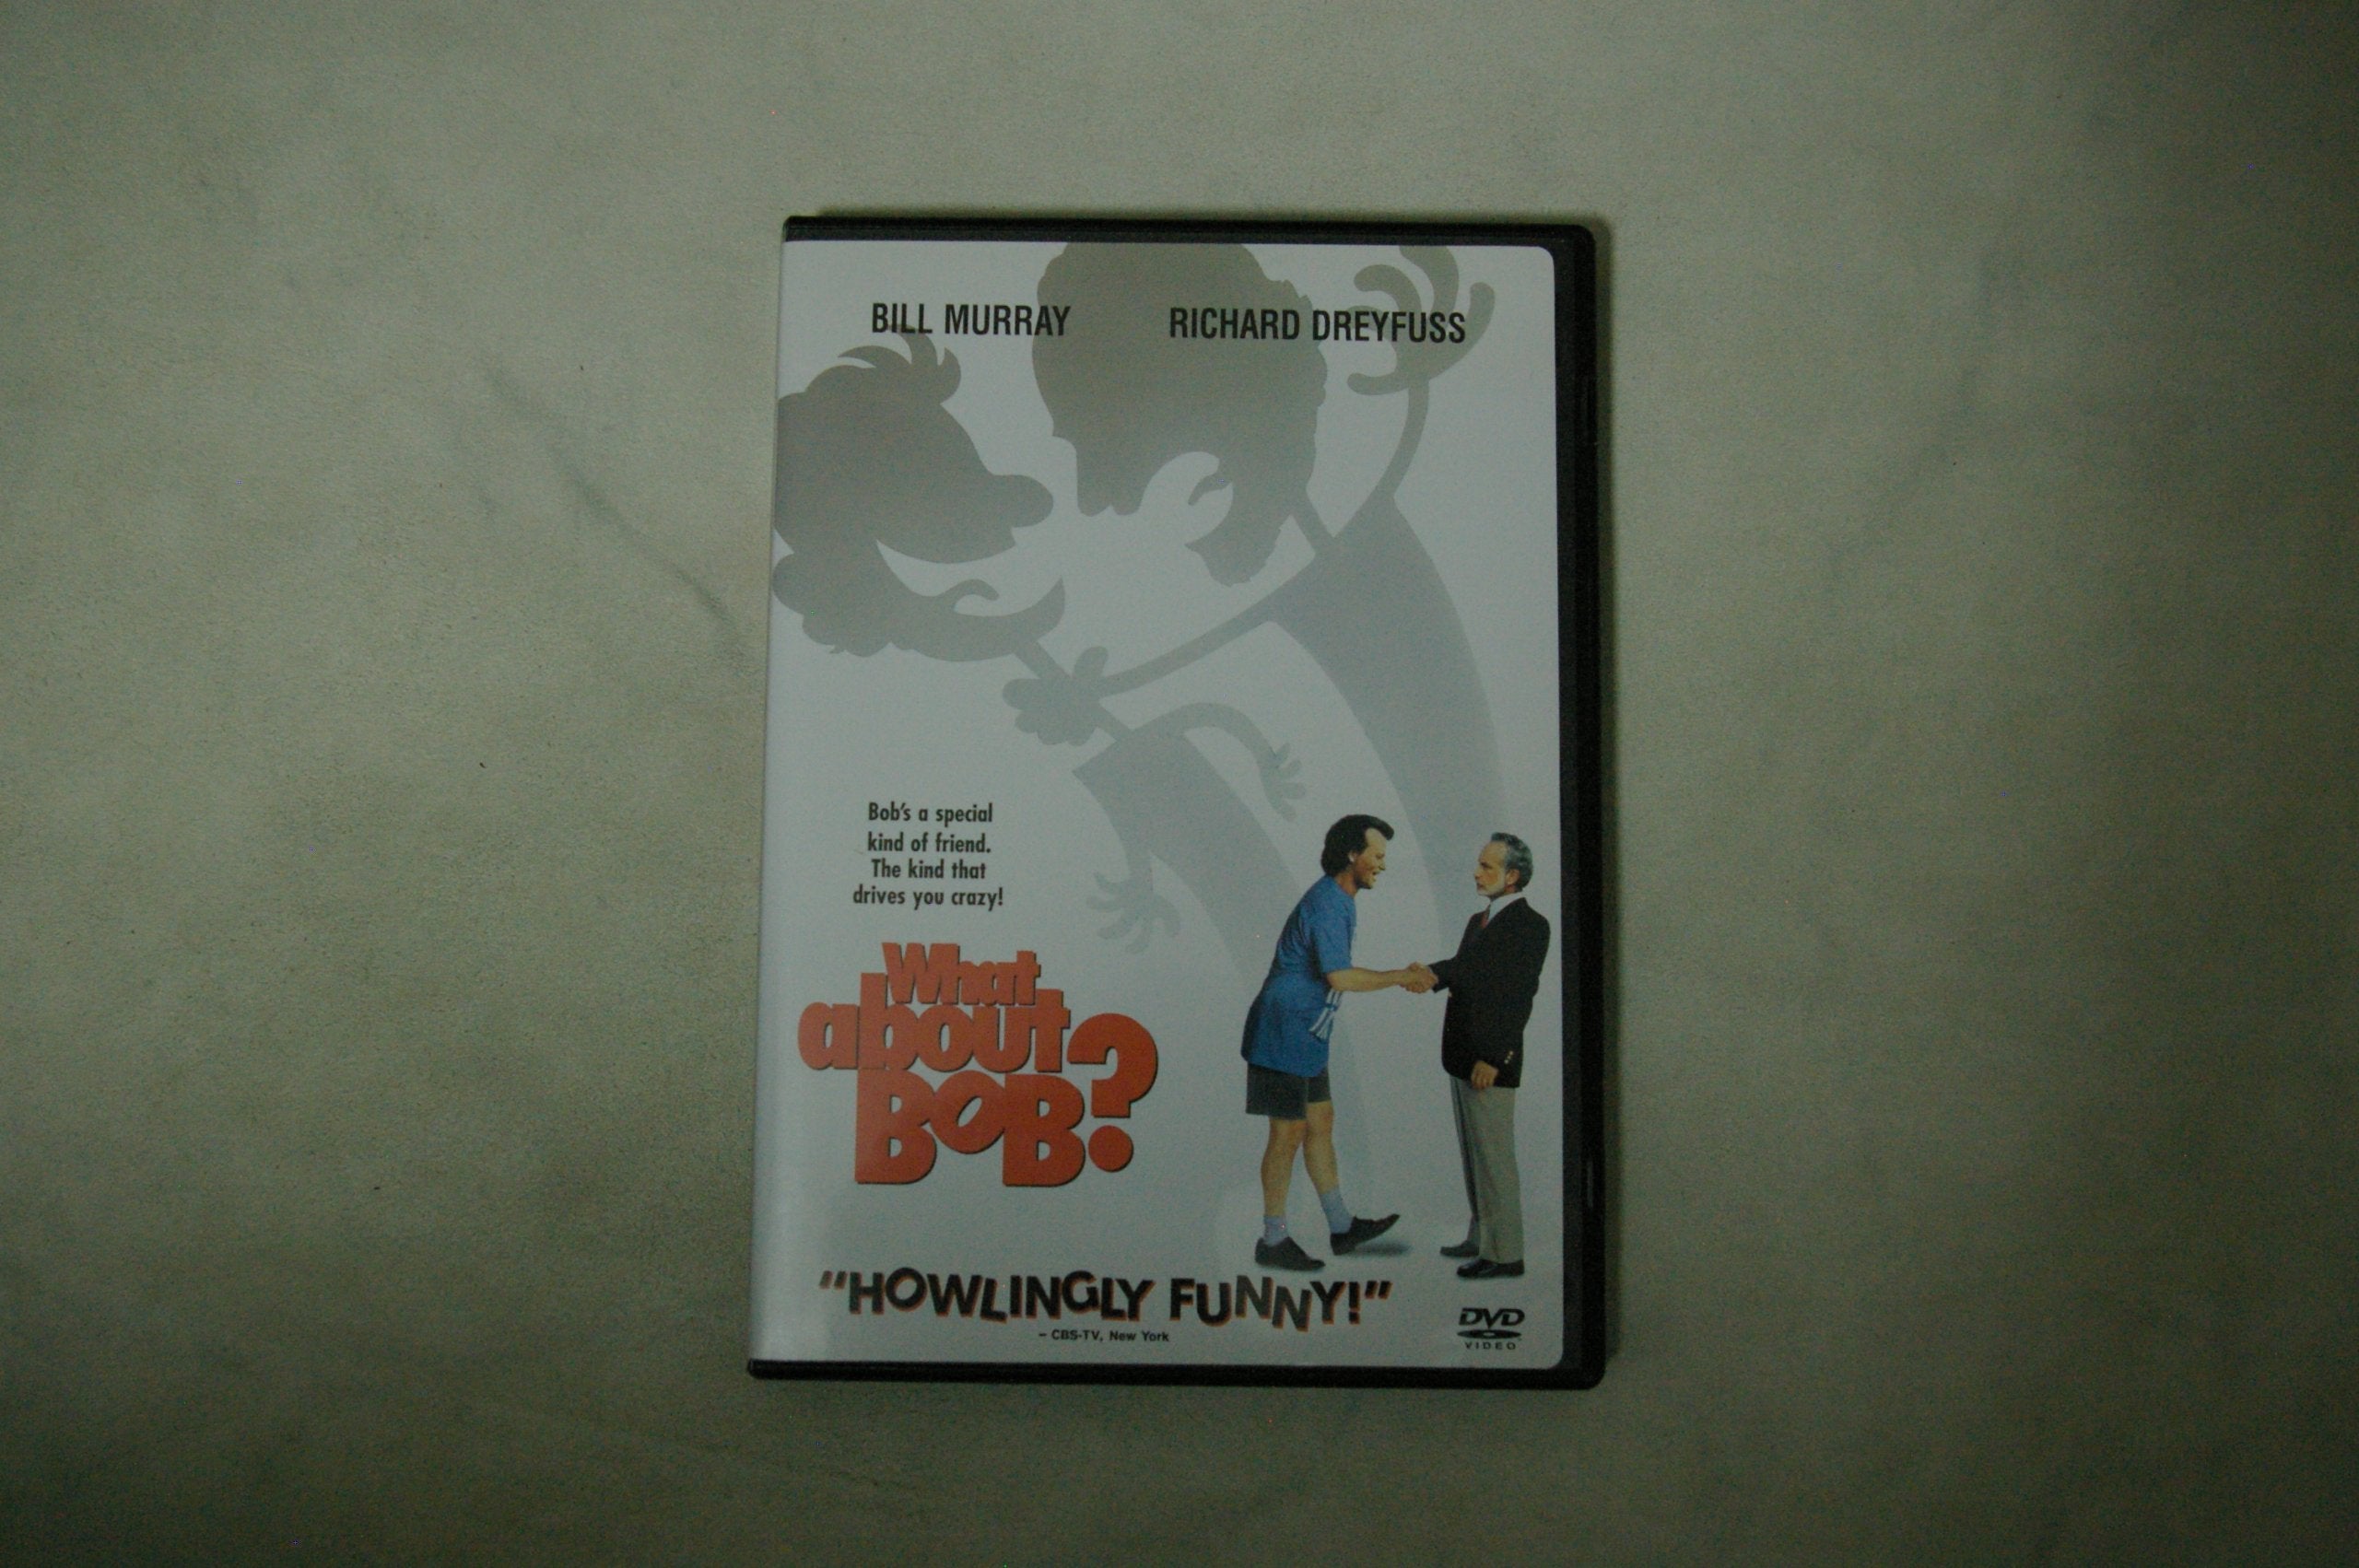 BILL MURRAY RICHARD DREYFUSS
Bob's a special
kind of friend.
The kind that
drives you crazy!
What
about
BOB?
"HOWLINGLY FUNNY!"
– CBS-TV, New York
DVD
VIDEO